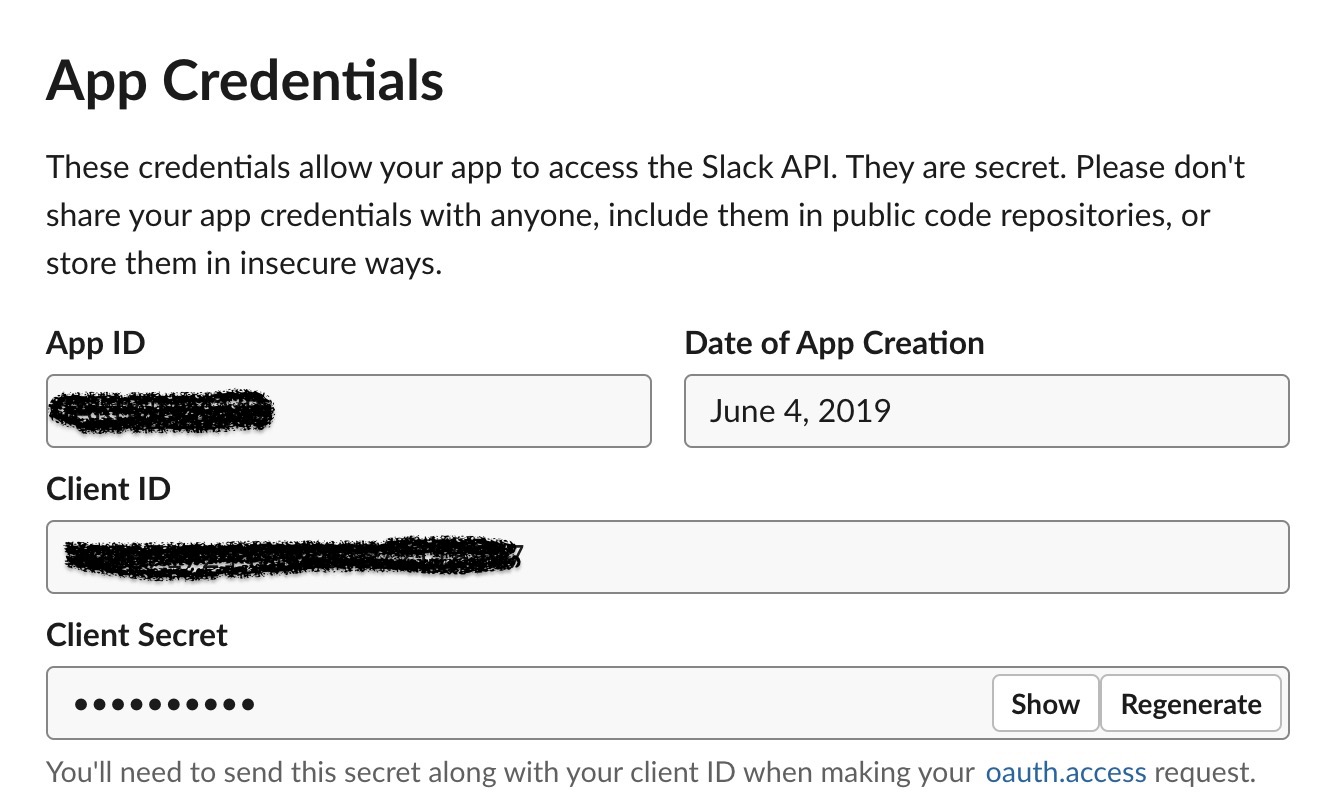 App Credentials
These credentials allow your app to access the Slack API. They are secret. Please don't
share your app credentials with anyone, include them in public code repositories, or
store them in insecure ways.
App ID
Date of App Creation
June 4, 2019
Client ID
Client Secret
••••••••••
Show
Regenerate
You'll need to send this secret along with your client ID when making your oauth.access request.